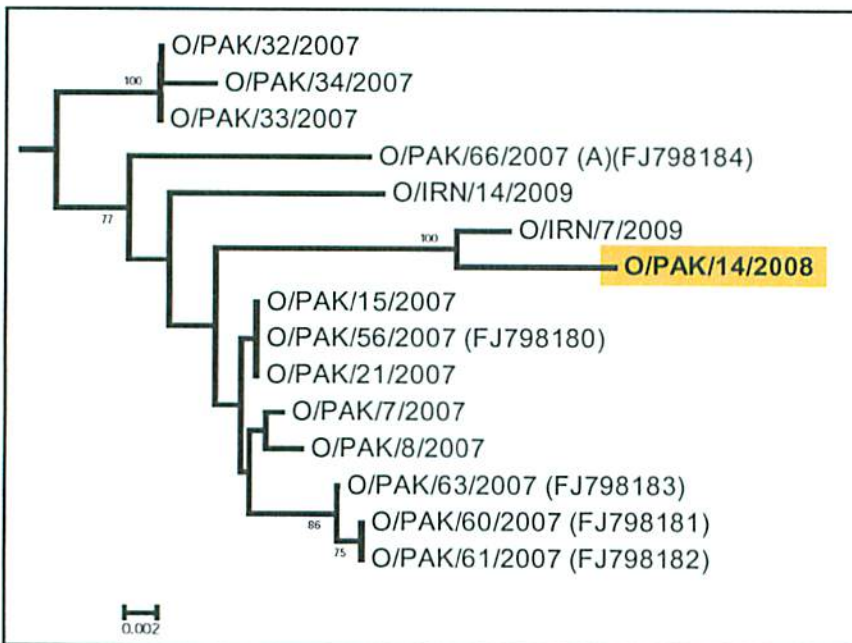 O/PAK/32/2007
100
O/PAK/34/2007
O/PAK/33/2007
O/PAK/66/2007 (A)(FJ798184)
77
O/IRN/14/2009
O/IRN/7/2009
100
O/PAK/14/2008
O/PAK/15/2007
O/PAK/56/2007 (FJ798180)
O/PAK/21/2007
O/PAK/7/2007
O/PAK/8/2007
O/PAK/63/2007 (FJ798183)
86
O/PAK/60/2007 (FJ798181)
75
O/PAK/61/2007 (FJ798182)
0.002